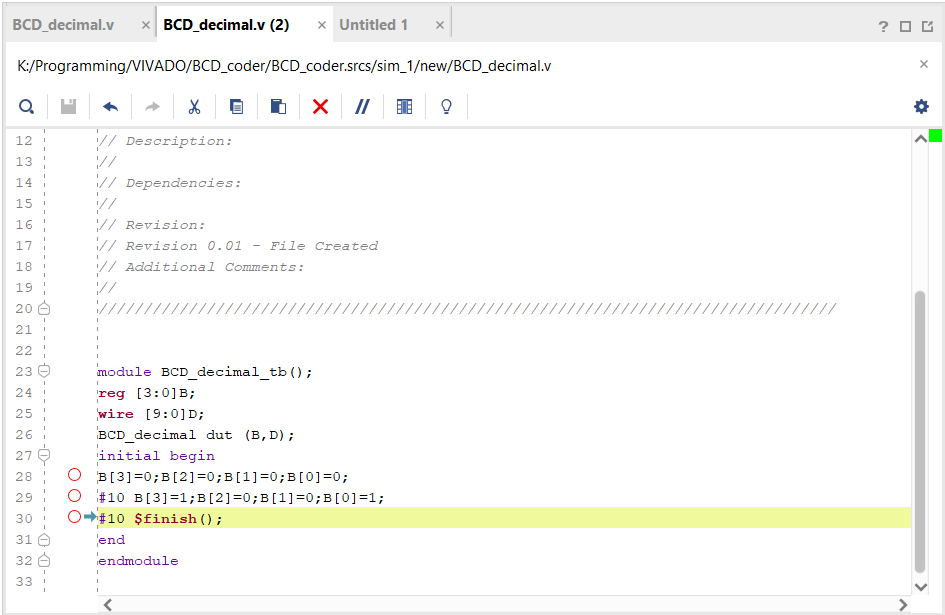 BCD_decimal.v × BCD_decimal.v (2) × Untitled 1 × ?
K:/Programming/VIVADO/BCD_coder/BCD_coder.srcs/sim_1/new/BCD_decimal.v ×
//
12 // Description:
13 //
14 // Dependencies:
15 //
16 // Revision:
17 // Revision 0.01 - File Created
18 // Additional Comments:
19 //
20 //////////////////////////////////////////////////////////////////////////////////
21
22
23 module BCD_decimal_tb();
24 reg [3:0]B;
25 wire [9:0]D;
26 BCD_decimal dut (B,D);
27 initial begin
28 B[3]=0;B[2]=0;B[1]=0;B[0]=0;
29 #10 B[3]=1;B[2]=0;B[1]=0;B[0]=1;
30 #10 $finish();
31 end
32 endmodule
33